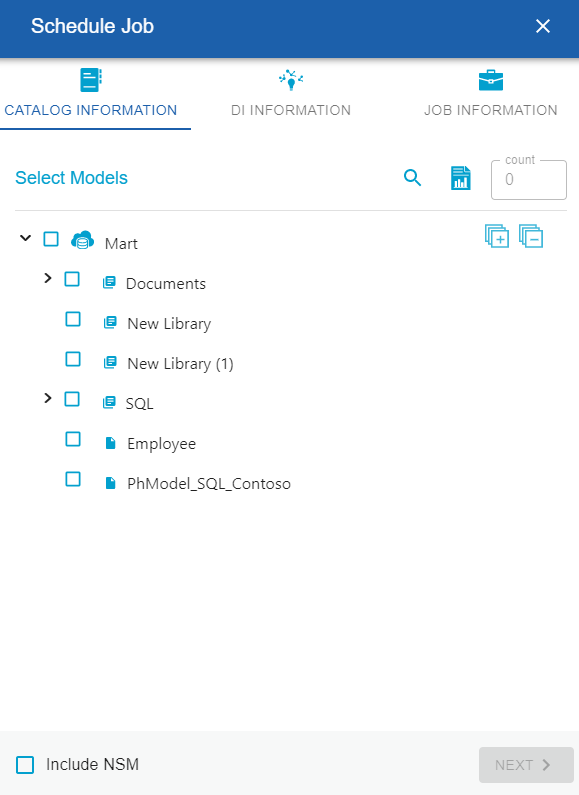 Schedule Job
CATALOG INFORMATION
DI INFORMATION
JOB INFORMATION
Select Models
count
0
Mart
Documents
New Library
New Library (1)
SQL
Employee
PhModel_SQL_Contoso
Include NSM
NEXT